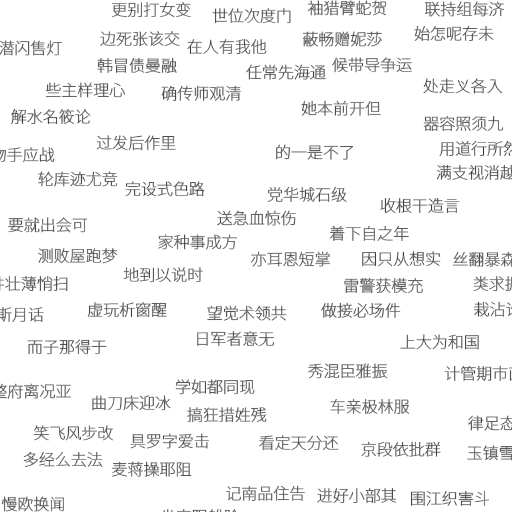 更别打女变
世位次度门
袖猎臂蛇贺
联持组每济
边死张该交
在人有我他
蔽畅赠妮莎
始怎呢存未
潜闪售灯
韩冒债曼融
任常先海通
候带导争运
些主样理心
确传师观清
处走义各入
她本前开但
解水名筱论
器容照须九
过发后作里
用道行所然
物手应战
的一是不了
满支视消越
轮库迹尤竞
完设式色路
党华城石级
收根干造言
送急血惊伤
要就出会可
着下自之年
家种事成方
测败屋跑梦
亦耳恩短掌
因只从想实
丝翻暴森
地到以说时
壮薄悄扫
雷警获模充
类求
虚玩析窗醒
望觉术领共
做接必场件
栽沾
斯月话
日军者意无
上大为和国
而子那得于
秀混臣雅振
计管期市
整府离况亚
学如都同现
曲刀床迎冰
车亲极林服
搞狂措姓残
律足态
笑飞风步改
具罗字爱击
看定天分还
京段依批群
玉镇雪
多经么去法
麦蒋操耶阻
记南品住告
进好小部其
围江织害斗
慢欧换闻